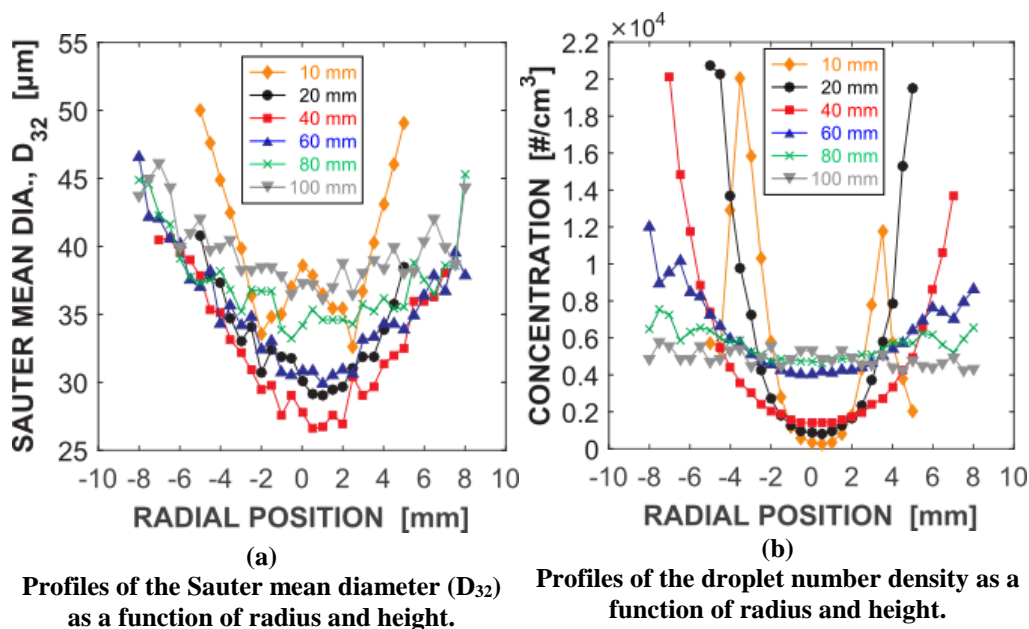 SAUTER MEAN DIA., D32 [µm]
55
50
45
40
35
30
25
10 mm
20 mm
40 mm
60 mm
80 mm
100 mm
-10 -8 -6 -4 -2 0 2 4 6 8 10
RADIAL POSITION [mm]
(a)
Profiles of the Sauter mean diameter (D32)
as a function of radius and height.
CONCENTRATION [#/cm3]
×104
2.2
2
1.8
1.6
1.4
1.2
1
0.8
0.6
0.4
0.2
0
10 mm
20 mm
40 mm
60 mm
80 mm
100 mm
-10 -8 -6 -4 -2 0 2 4 6 8 10
RADIAL POSITION [mm]
(b)
Profiles of the droplet number density as a
function of radius and height.